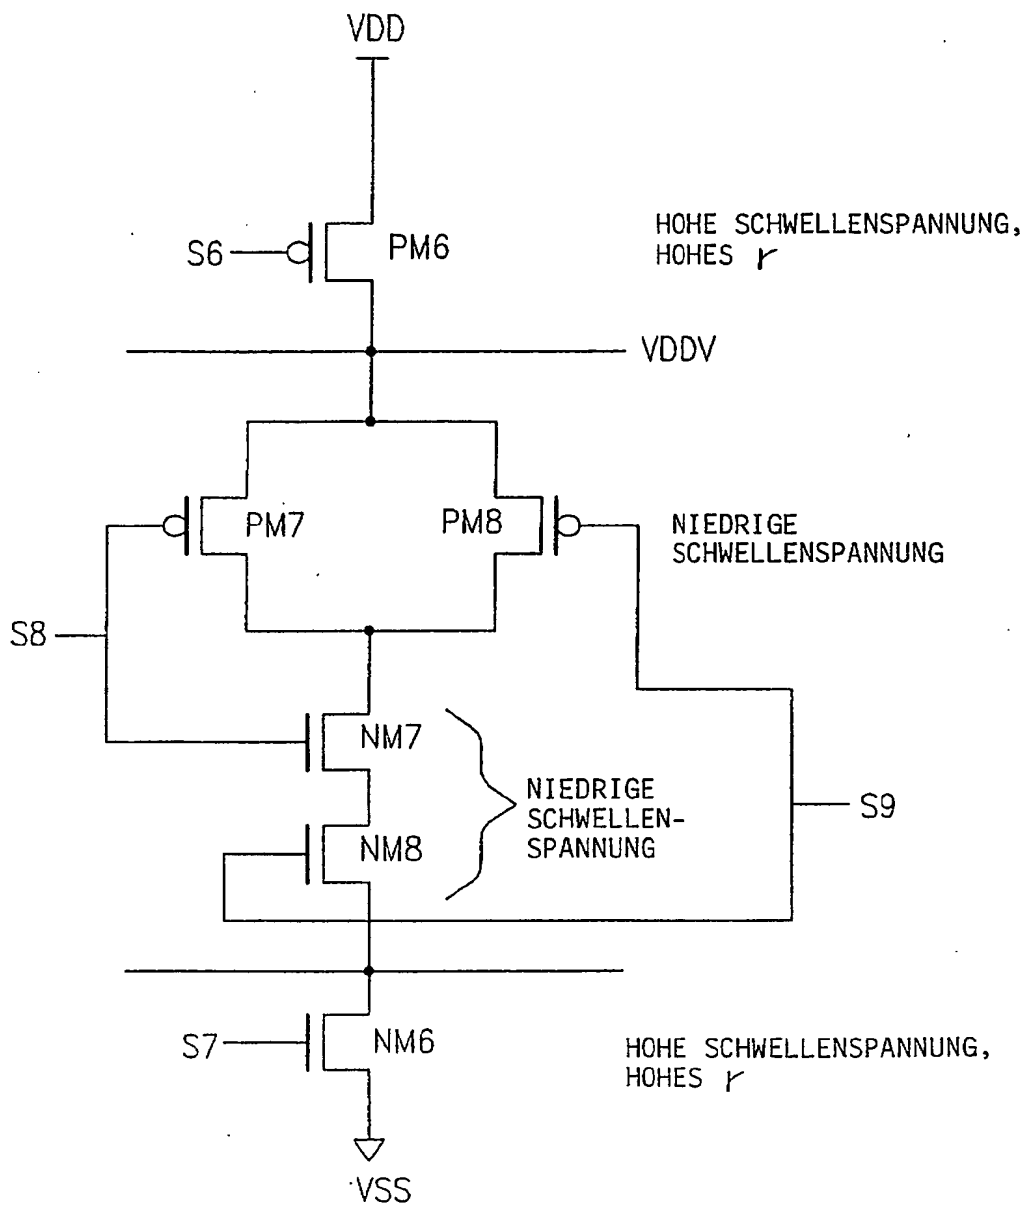 VDD
HOHE SCHWELLENSPANNUNG,
S6
PM6
HOHES γ
VDDV
PM7
PM8
NIEDRIGE
SCHWELLENSPANNUNG
S8
NM7
NIEDRIGE
S9
SCHWELLEN-
NM8
SPANNUNG
S7
NM6
HOHE SCHWELLENSPANNUNG,
HOHES γ
VSS